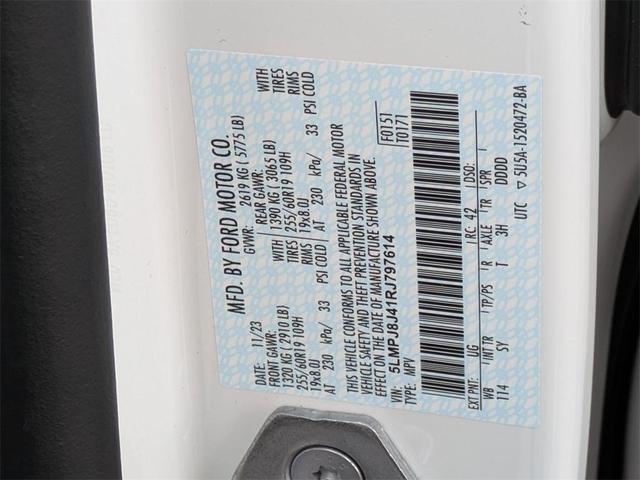 MFD. BY FORD MOTOR CO.
11/23 GVWR: 2619 KG ( 5775 LB)
FRONT GAWR: REAR GAWR: WITH
1320 KG ( 2910 LB) 1390 KG ( 3065 LB) TIRES
255/60R19 109H WITH TIRES 255/60R19 109H RIMS
19x8.0J RIMS 19x8.0J
AT 230 kPa/ 33 PSI COLD AT 230 kPa/ 33 PSI COLD
THIS VEHICLE CONFORMS TO ALL APPLICABLE FEDERAL MOTOR
VEHICLE SAFETY AND THEFT PREVENTION STANDARDS IN
EFFECT ON THE DATE OF MANUFACTURE SHOWN ABOVE.
VIN: 5LMPJ8J41RJ797614 F0151
TYPE: MPV T0171
EXT PNT: UG RC: 42 DSO:
WB INT TR TP/PS R AXLE TR SPR
114 SY T 3H DDDD I
UTC ▽ 5U5A-1520472-BA